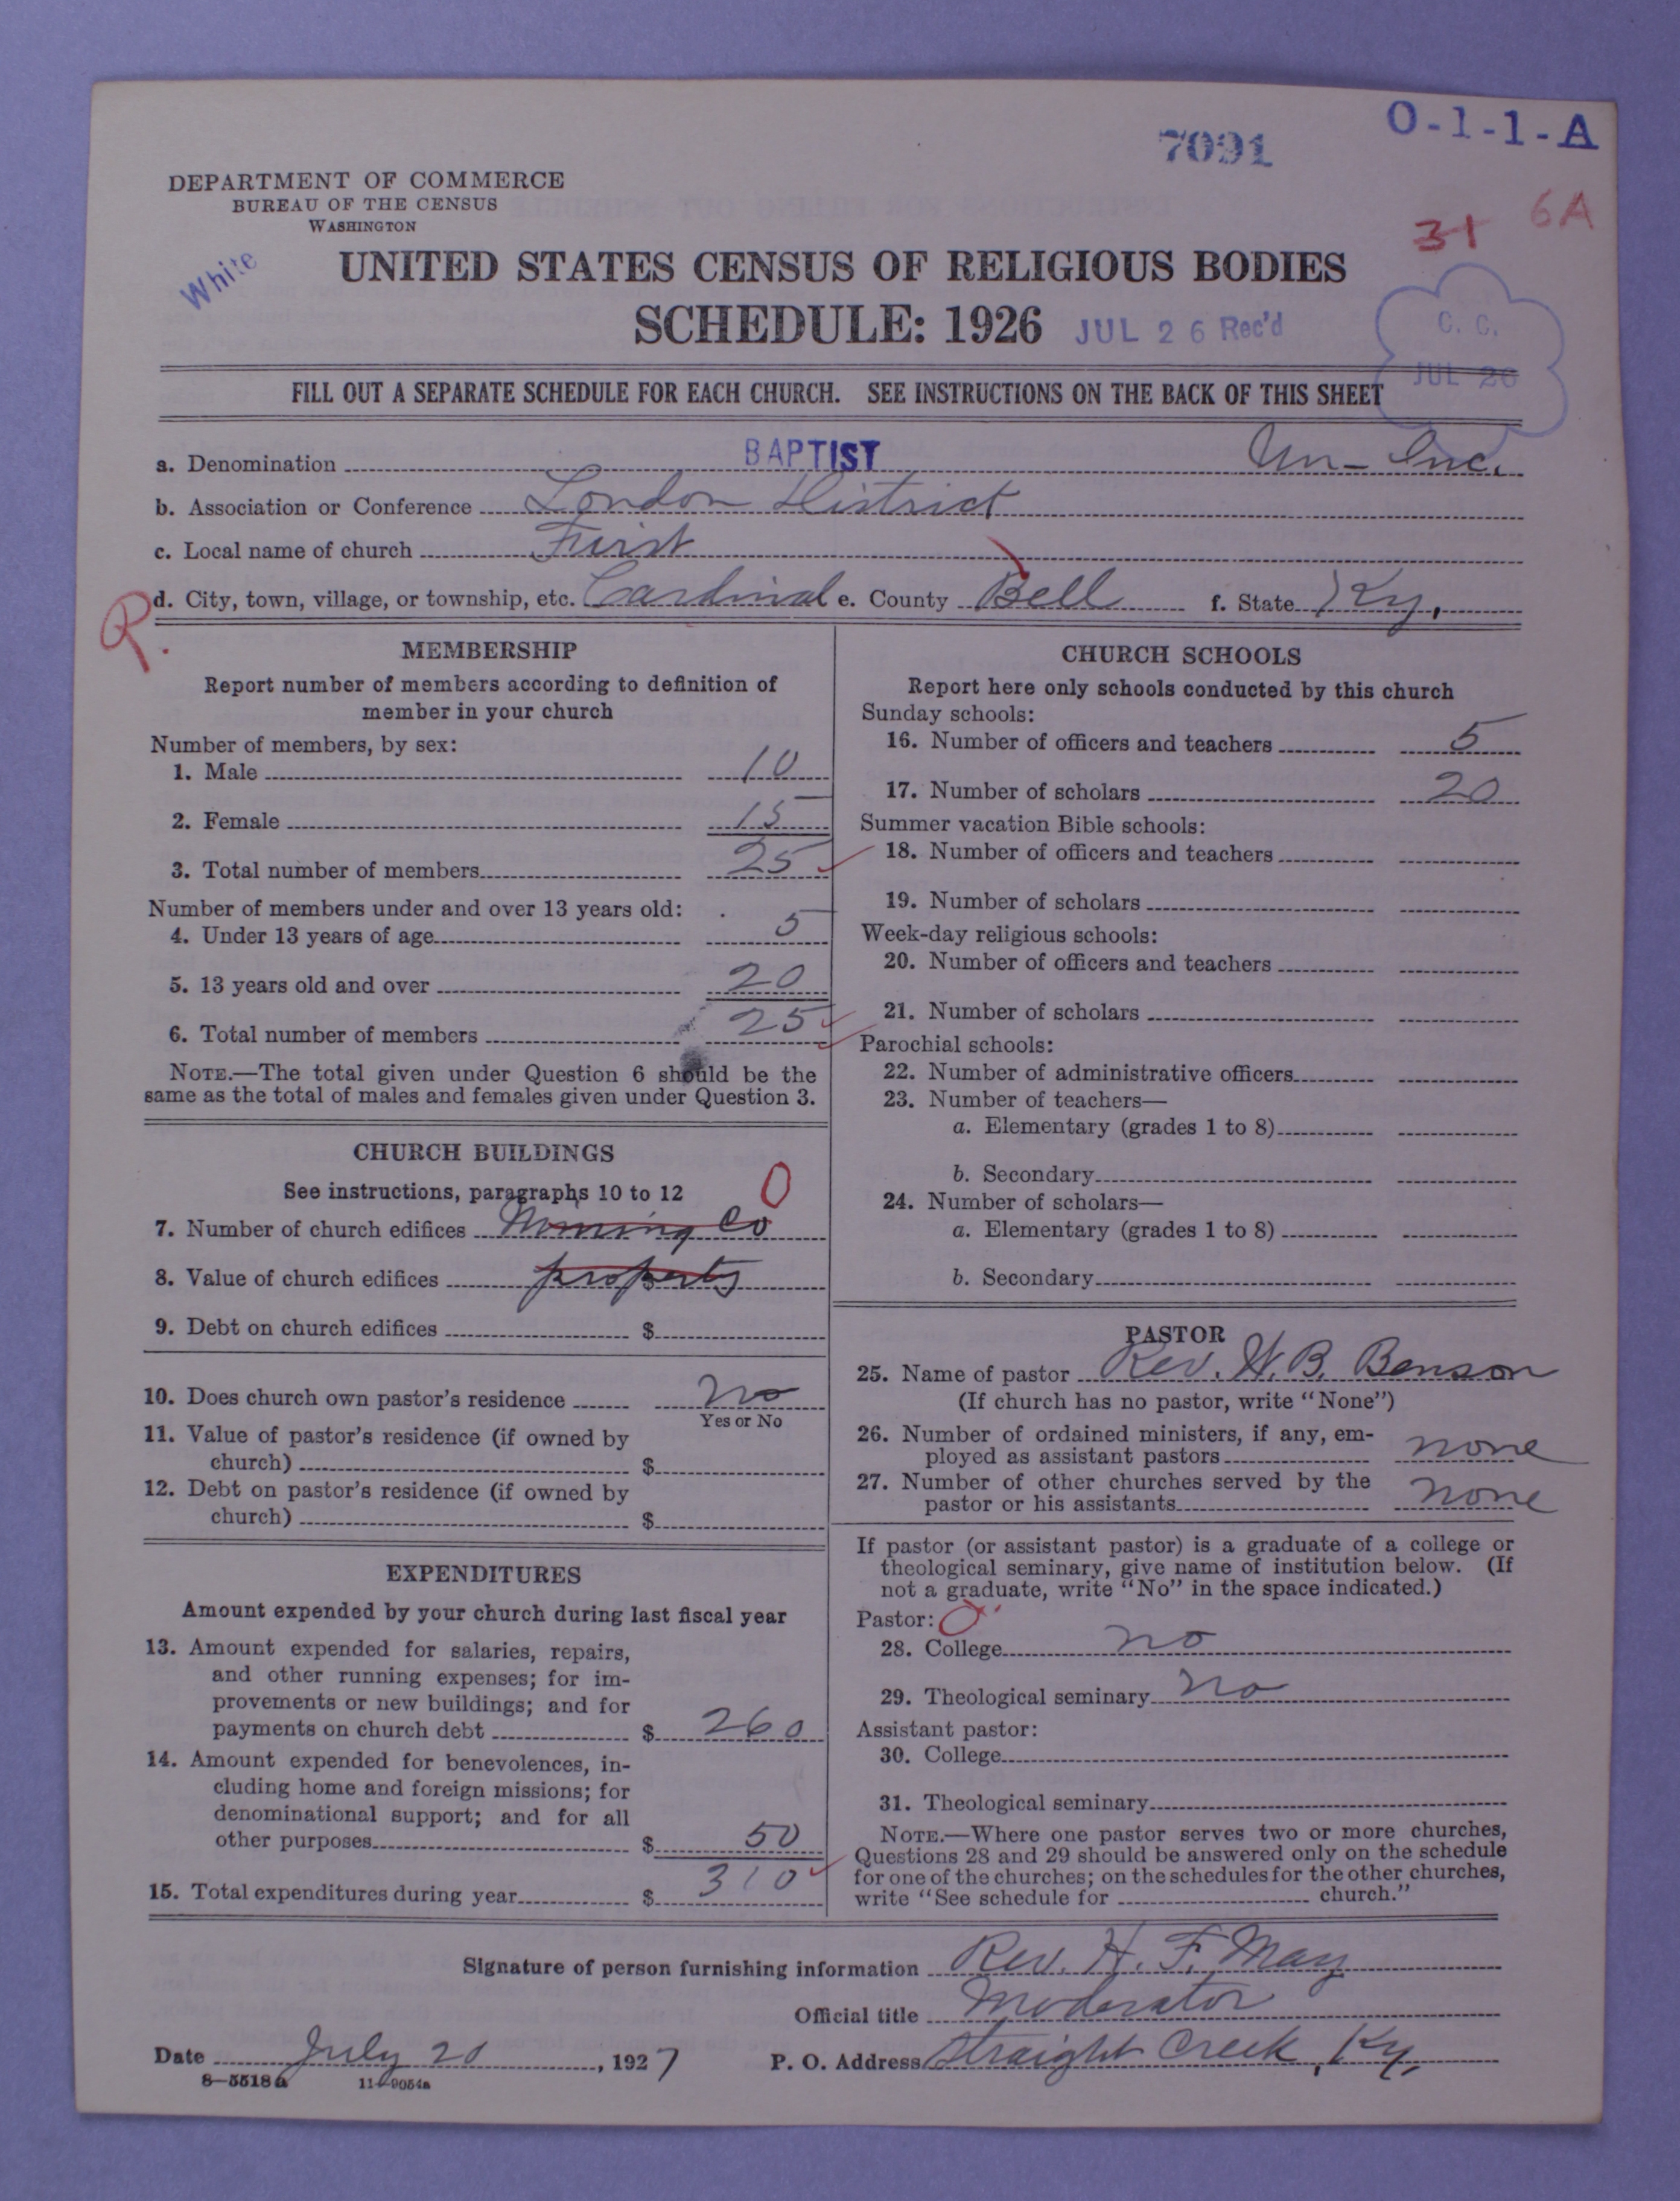 O-1-1-A
7091
DEPARTMENT OF COMMERCE
BUREAU OF THE CENSUS
WASHINGTON
31 6A
White
UNITED STATES CENSUS OF RELIGIOUS BODIES
SCHEDULE: 1926 JUL 26 Rec'd
C. C.
JUL 26
FILL OUT A SEPARATE SCHEDULE FOR EACH CHURCH. SEE INSTRUCTIONS ON THE BACK OF THIS SHEET
a. Denomination BAPTIST Un-Inc.
b. Association or Conference London District
c. Local name of church First
R. d. City, town, village, or township, etc. Cardinal e. County Bell f. State Ky.
MEMBERSHIP
Report number of members according to definition of
member in your church
Number of members, by sex:
1. Male 10
2. Female 15
3. Total number of members 25
Number of members under and over 13 years old:
4. Under 13 years of age 5
5. 13 years old and over 20
6. Total number of members 25
NOTE.—The total given under Question 6 should be the
same as the total of males and females given under Question 3.
CHURCH BUILDINGS
See instructions, paragraphs 10 to 12 0
7. Number of church edifices Mining Co
8. Value of church edifices $ property
9. Debt on church edifices $
10. Does church own pastor's residence no
Yes or No
11. Value of pastor's residence (if owned by
church) $
12. Debt on pastor's residence (if owned by
church) $
EXPENDITURES
Amount expended by your church during last fiscal year
13. Amount expended for salaries, repairs,
and other running expenses; for im-
provements or new buildings; and for
payments on church debt $ 260
14. Amount expended for benevolences, in-
cluding home and foreign missions; for
denominational support; and for all
other purposes $ 50
15. Total expenditures during year $ 310
CHURCH SCHOOLS
Report here only schools conducted by this church
Sunday schools:
16. Number of officers and teachers 5
17. Number of scholars 20
Summer vacation Bible schools:
18. Number of officers and teachers
19. Number of scholars
Week-day religious schools:
20. Number of officers and teachers
21. Number of scholars
Parochial schools:
22. Number of administrative officers
23. Number of teachers—
a. Elementary (grades 1 to 8)
b. Secondary
24. Number of scholars—
a. Elementary (grades 1 to 8)
b. Secondary
PASTOR
25. Name of pastor Rev. W. B. Benson
(If church has no pastor, write "None")
26. Number of ordained ministers, if any, em-
ployed as assistant pastors none
27. Number of other churches served by the
pastor or his assistants none
If pastor (or assistant pastor) is a graduate of a college or
theological seminary, give name of institution below. (If
not a graduate, write "No" in the space indicated.)
Pastor: 0
28. College no
29. Theological seminary no
Assistant pastor:
30. College
31. Theological seminary
NOTE.—Where one pastor serves two or more churches,
Questions 28 and 29 should be answered only on the schedule
for one of the churches; on the schedules for the other churches,
write "See schedule for church."
Signature of person furnishing information Rev. H. F. May
Official title Moderator
Date July 20, 1927 P. O. Address Straight Creek, Ky.
8—5518a 11—9054a